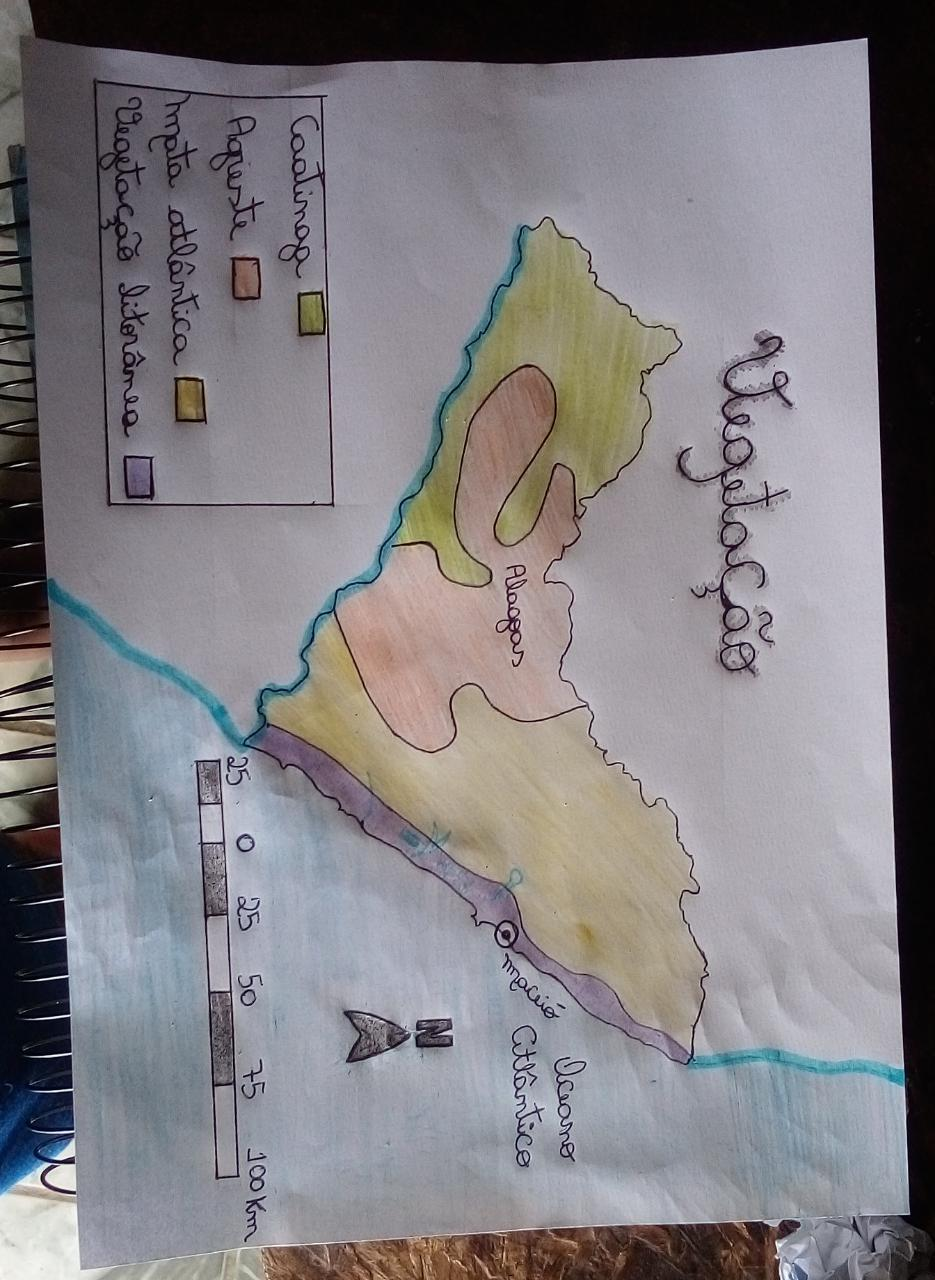 Vegetação
Alagoas
Maceió
Oceano
Atlântico
N
Caatinga
Agreste
Mata atlântica
Vegetação litorânea
25 0 25 50 75 100 Km